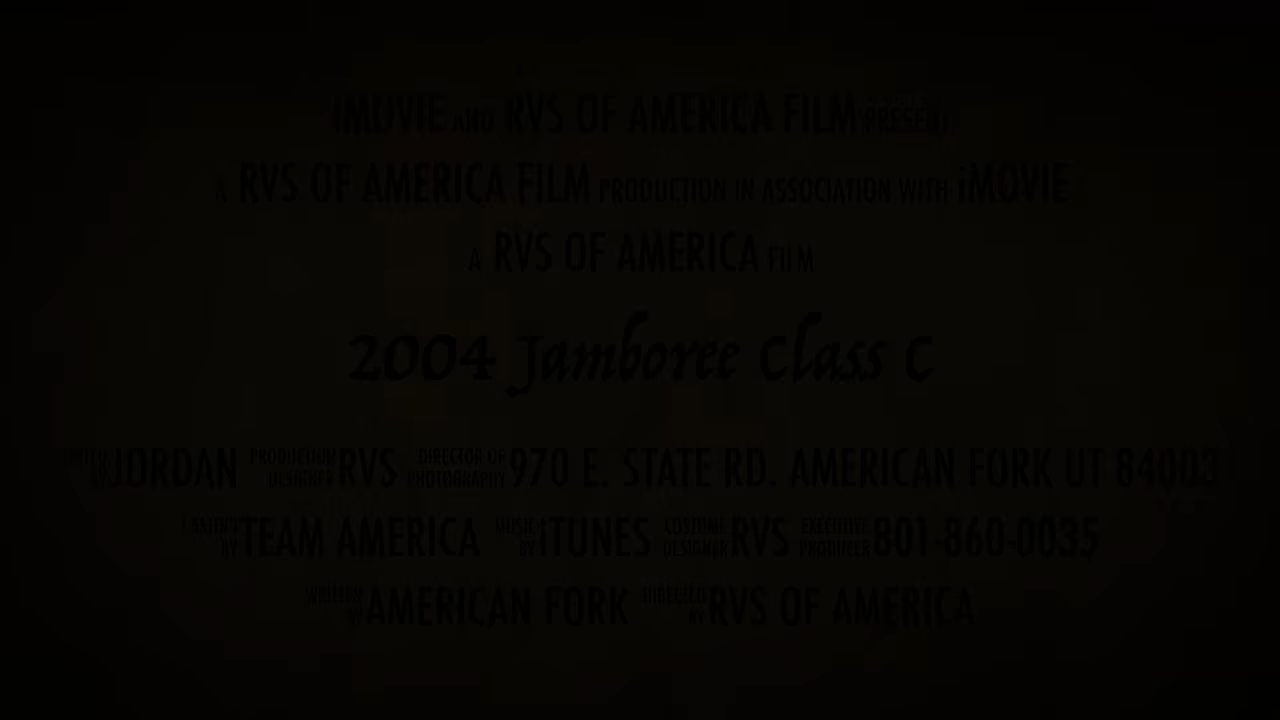 iMOVIE AND RVS OF AMERICA FILM PRESENT
A RVS OF AMERICA FILM PRODUCTION IN ASSOCIATION WITH iMOVIE
A RVS OF AMERICA FILM
2004 Jamboree Class C
BY JORDAN PRODUCTION DESIGNER RVS DIRECTOR OF PHOTOGRAPHY 970 E. STATE RD. AMERICAN FORK UT 84003
CASTING BY TEAM AMERICA MUSIC BY iTUNES COSTUME DESIGNER RVS EXECUTIVE PRODUCER 801-860-0035
WRITTEN BY AMERICAN FORK DIRECTED BY RVS OF AMERICA